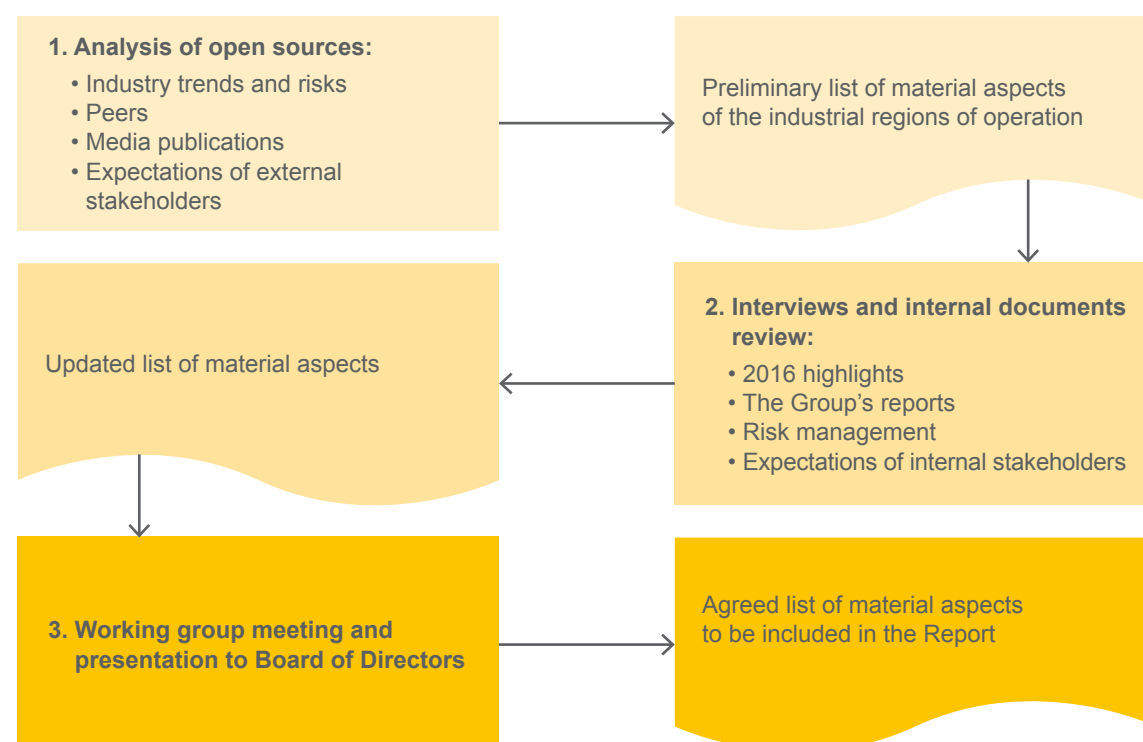 1. Analysis of open sources:
• Industry trends and risks
• Peers
• Media publications
• Expectations of external
stakeholders
Preliminary list of material aspects
of the industrial regions of operation
2. Interviews and internal documents
review:
• 2016 highlights
• The Group’s reports
• Risk management
• Expectations of internal stakeholders
Updated list of material aspects
3. Working group meeting and
presentation to Board of Directors
Agreed list of material aspects
to be included in the Report